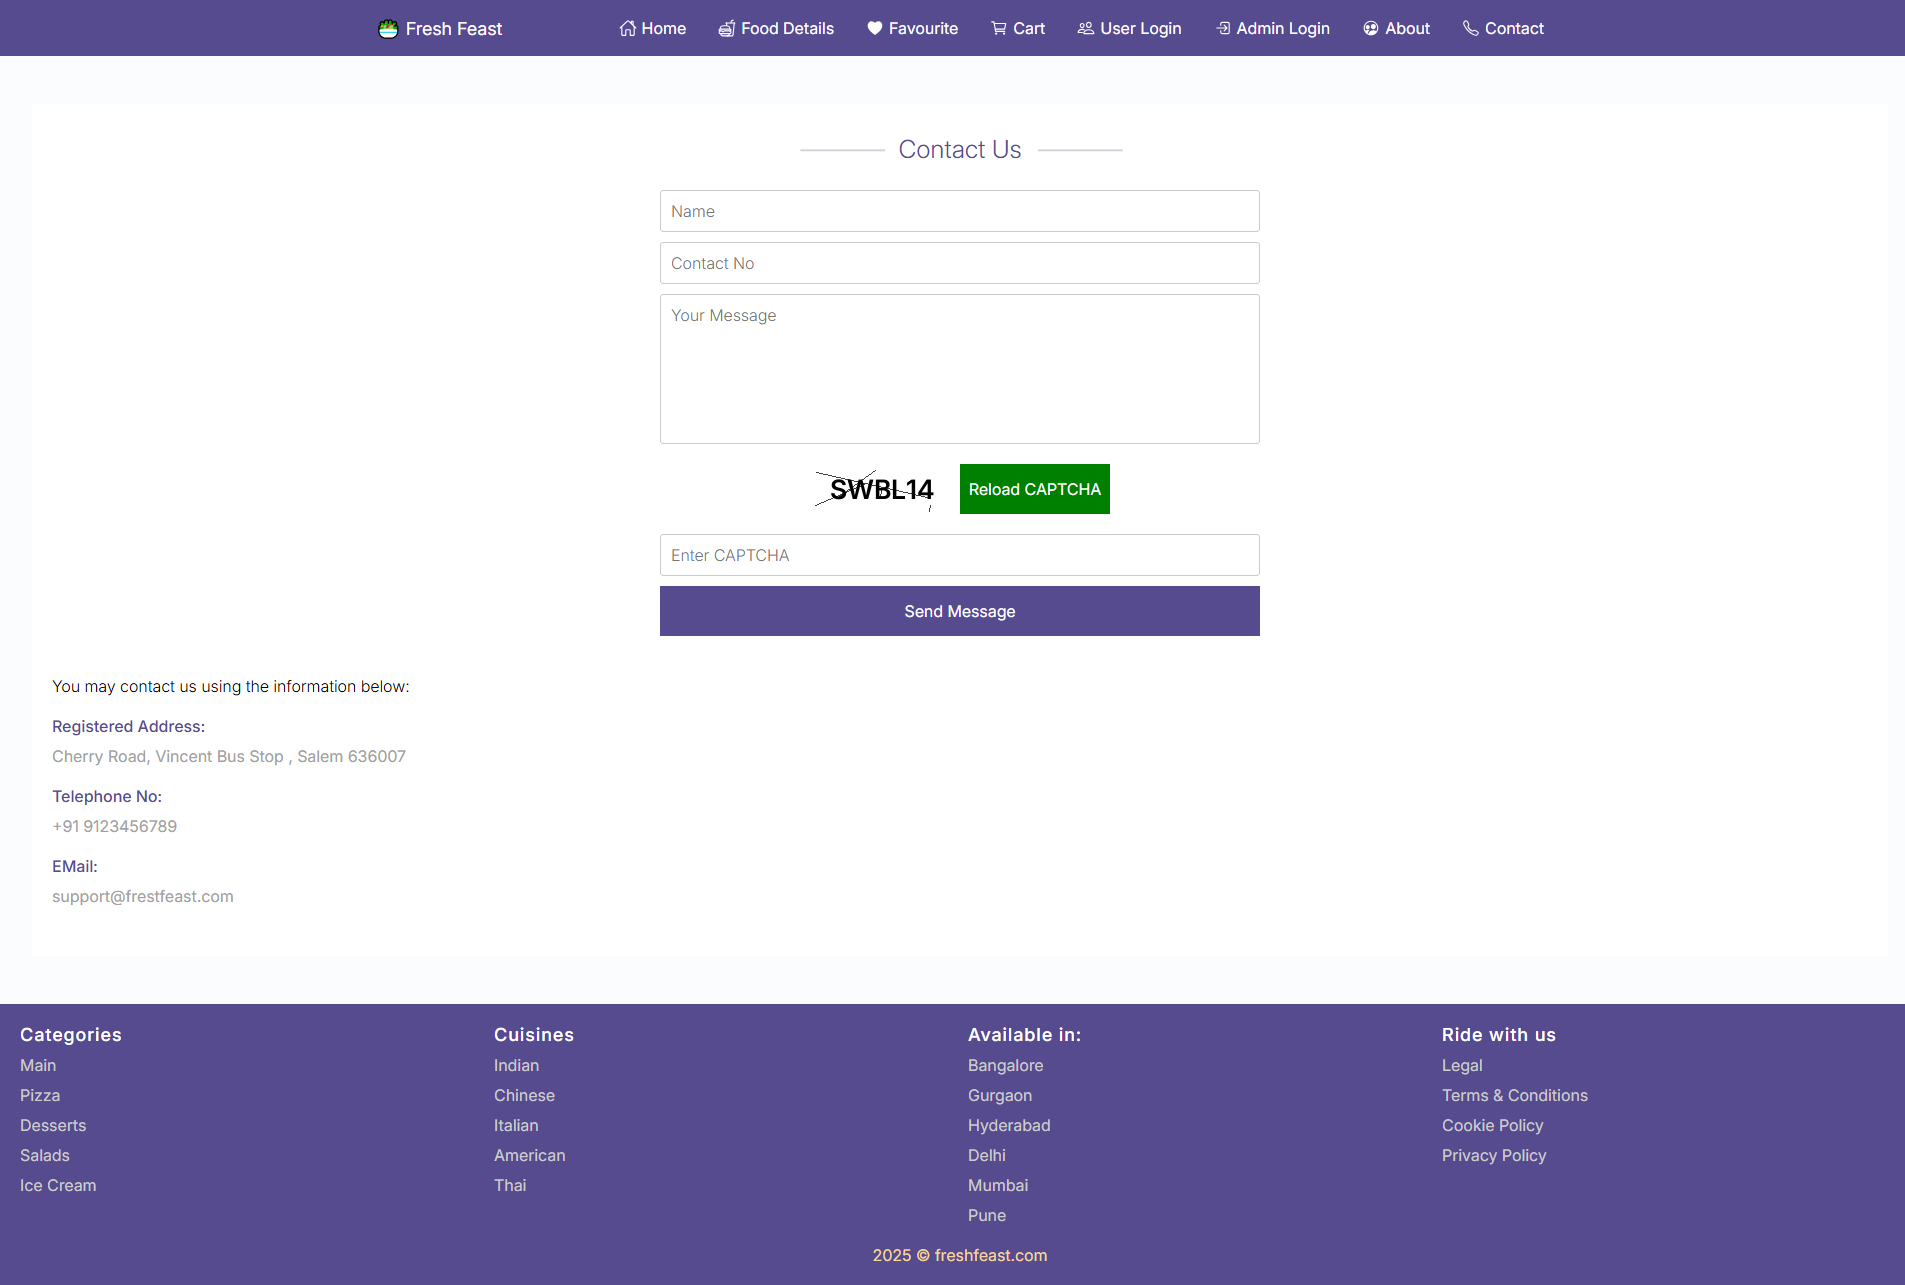 Fresh Feast Home Food Details Favourite Cart User Login Admin Login About Contact
Contact Us
Name
Contact No
Your Message
SWBL14 Reload CAPTCHA
Enter CAPTCHA
Send Message
You may contact us using the information below:
Registered Address:
Cherry Road, Vincent Bus Stop , Salem 636007
Telephone No:
+91 9123456789
EMail:
support@frestfeast.com
Categories
Main
Pizza
Desserts
Salads
Ice Cream
Cuisines
Indian
Chinese
Italian
American
Thai
Available in:
Bangalore
Gurgaon
Hyderabad
Delhi
Mumbai
Pune
Ride with us
Legal
Terms & Conditions
Cookie Policy
Privacy Policy
2025 © freshfeast.com